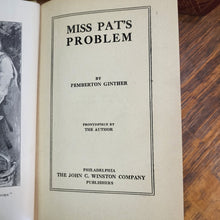 MISS PAT'S
PROBLEM
BY
PEMBERTON GINTHER
FRONTISPIECE BY
THE AUTHOR
PHILADELPHIA
THE JOHN C. WINSTON COMPANY
PUBLISHERS